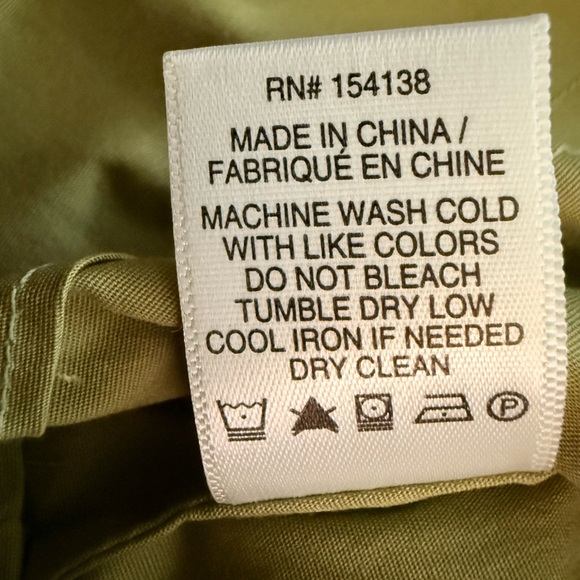 RN# 154138
MADE IN CHINA /
FABRIQUÉ EN CHINE
MACHINE WASH COLD
WITH LIKE COLORS
DO NOT BLEACH
TUMBLE DRY LOW
COOL IRON IF NEEDED
DRY CLEAN
P